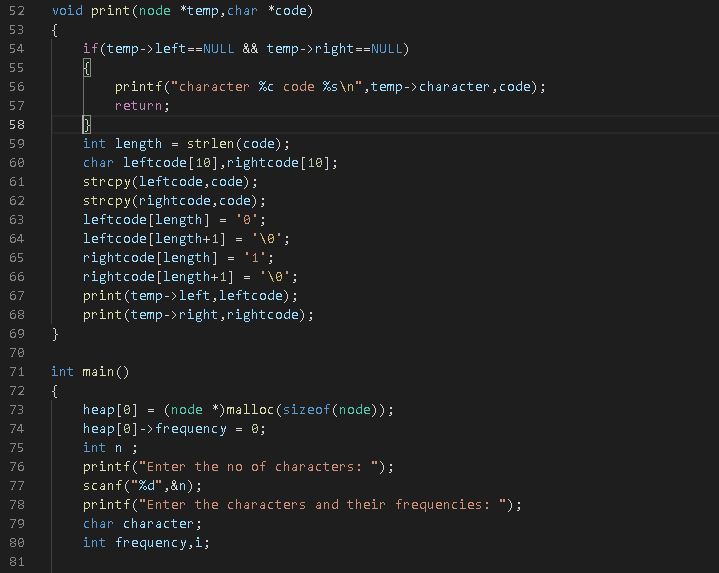 52 void print(node *temp,char *code)
53 {
54 if(temp->left==NULL && temp->right==NULL)
55 {
56 printf("character %c code %s\n",temp->character,code);
57 return;
58 }
59 int length = strlen(code);
60 char leftcode[10],rightcode[10];
61 strcpy(leftcode,code);
62 strcpy(rightcode,code);
63 leftcode[length] = '0';
64 leftcode[length+1] = '\0';
65 rightcode[length] = '1';
66 rightcode[length+1] = '\0';
67 print(temp->left,leftcode);
68 print(temp->right,rightcode);
69 }
70
71 int main()
72 {
73 heap[0] = (node *)malloc(sizeof(node));
74 heap[0]->frequency = 0;
75 int n ;
76 printf("Enter the no of characters: ");
77 scanf("%d",&n);
78 printf("Enter the characters and their frequencies: ");
79 char character;
80 int frequency,i;
81